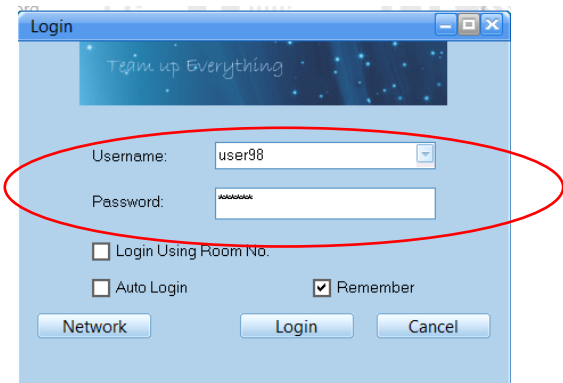 Login
Team up Everything
Username: user98
Password: *******
Login Using Room No.
Auto Login Remember
Network Login Cancel